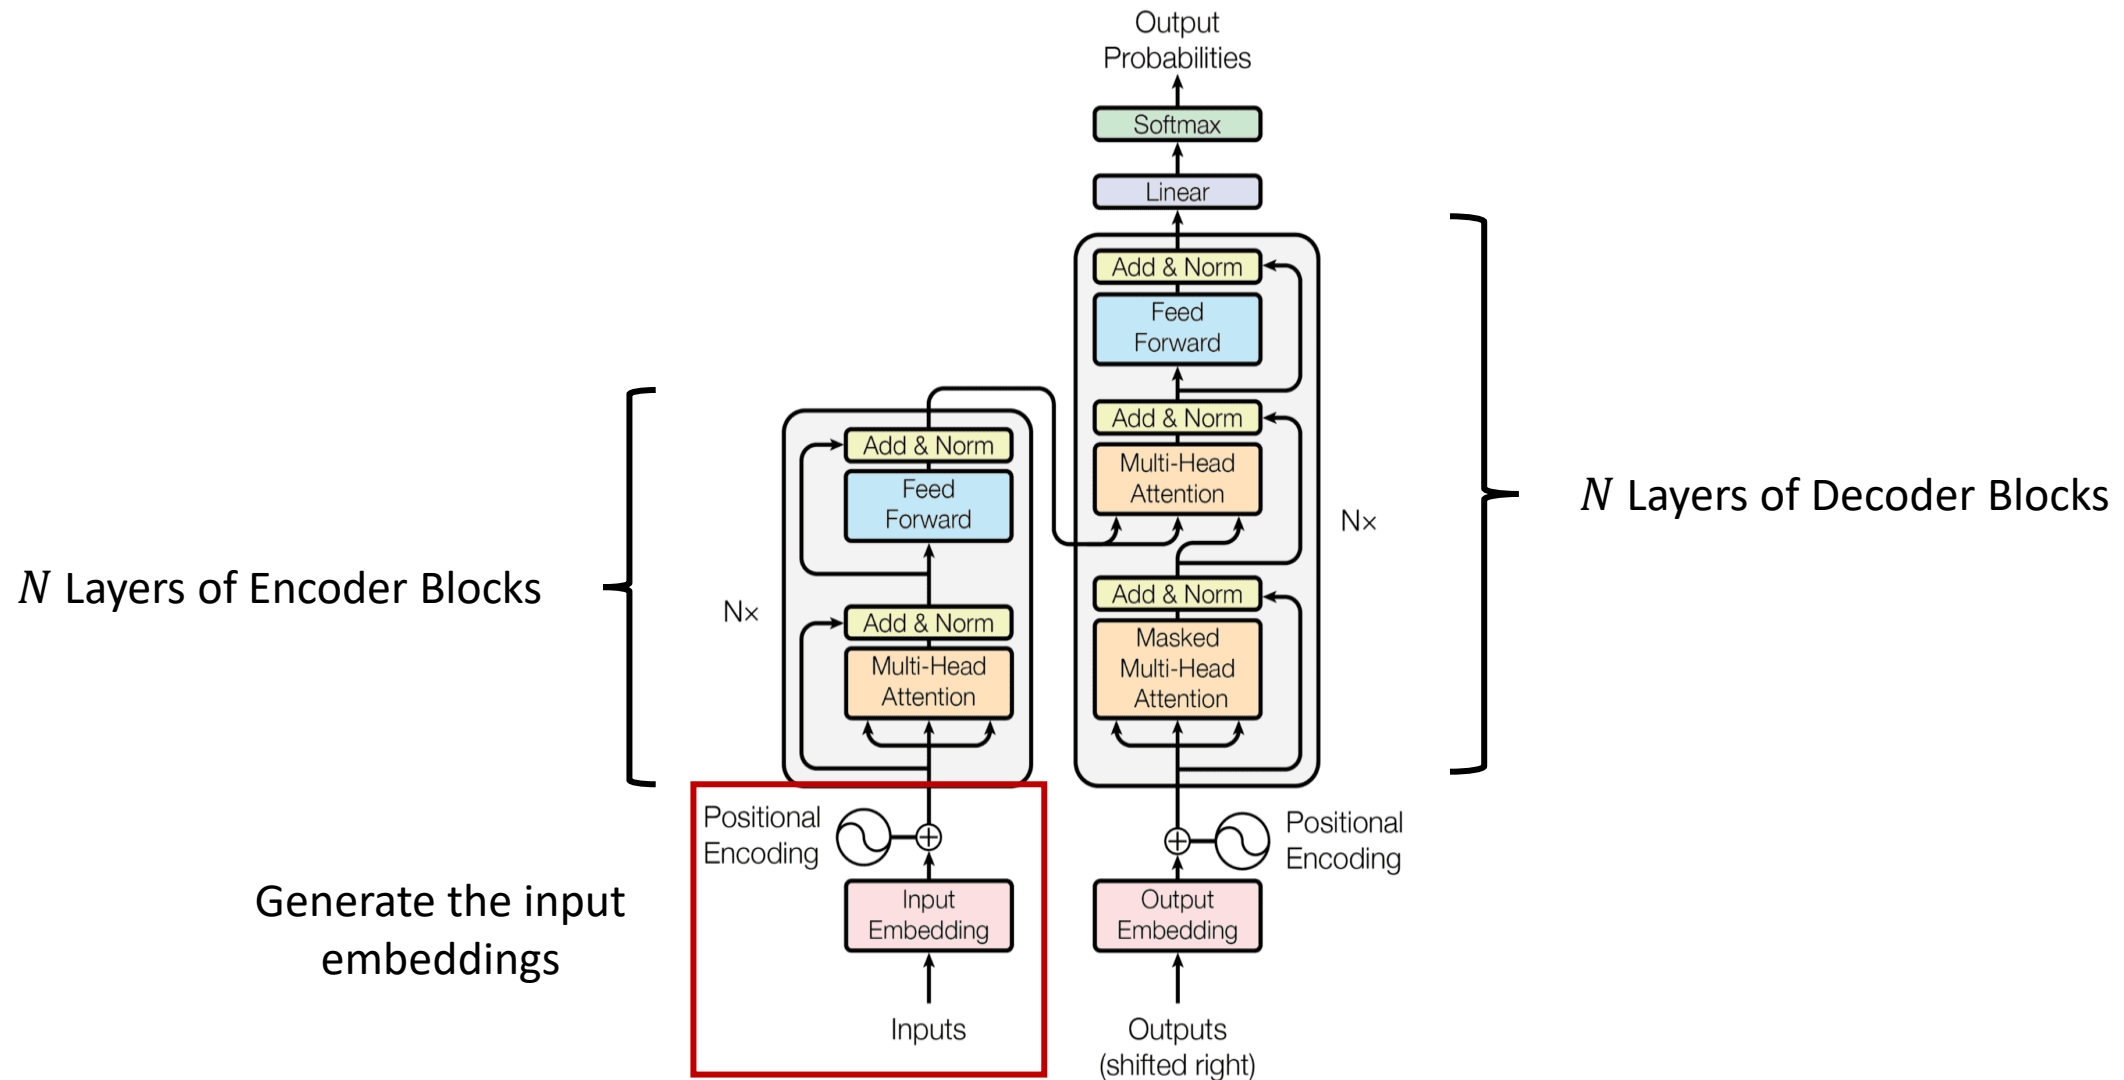 Output
Probabilities
Softmax
Linear
Add & Norm
Feed
Forward
Add & Norm
Multi-Head
Attention
Add & Norm
Masked
Multi-Head
Attention
N×
N Layers of Decoder Blocks
Add & Norm
Feed
Forward
Add & Norm
Multi-Head
Attention
N×
N Layers of Encoder Blocks
Positional
Encoding
Input
Embedding
Inputs
Generate the input
embeddings
Positional
Encoding
Output
Embedding
Outputs
(shifted right)